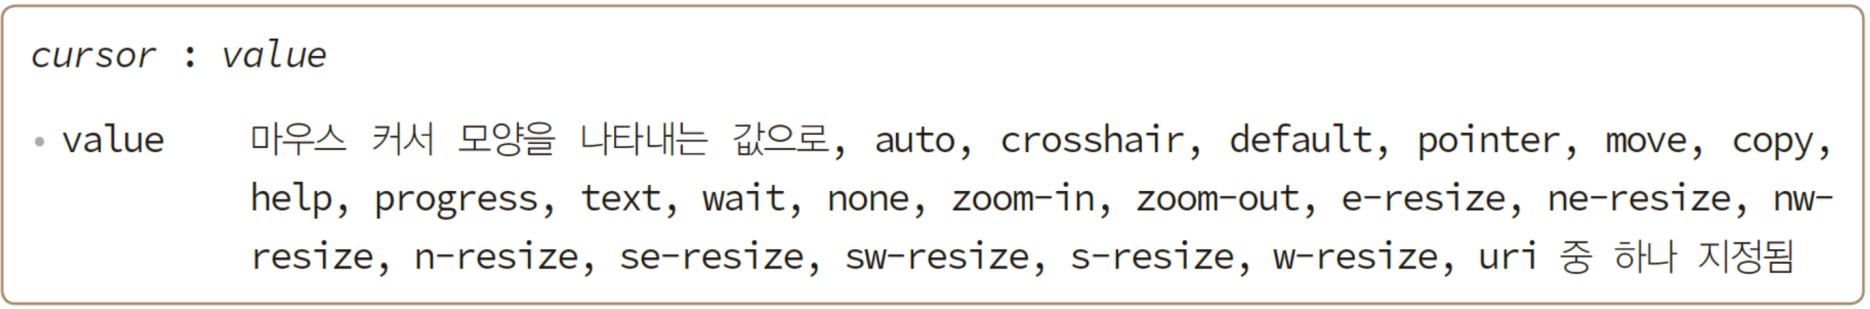 cursor : value
• value 마우스 커서 모양을 나타내는 값으로, auto, crosshair, default, pointer, move, copy,
help, progress, text, wait, none, zoom-in, zoom-out, e-resize, ne-resize, nw-
resize, n-resize, se-resize, sw-resize, s-resize, w-resize, uri 중 하나 지정됨